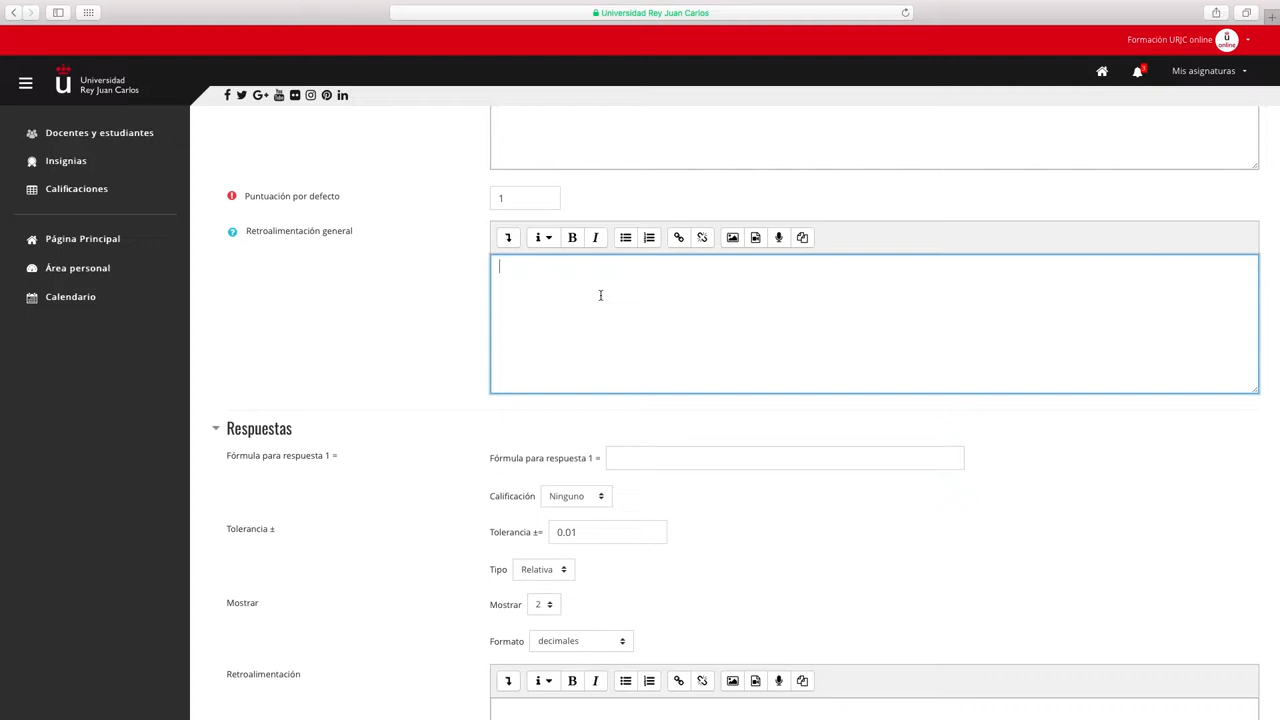 Universidad Rey Juan Carlos
Formación URJC online
ü online
Universidad
Rey Juan Carlos
3
Mis asignaturas
Docentes y estudiantes
Insignias
Calificaciones
Página Principal
Área personal
Calendario
Puntuación por defecto
1
Retroalimentación general
Respuestas
Fórmula para respuesta 1 =
Fórmula para respuesta 1 =
Calificación Ninguno
Tolerancia ±
Tolerancia ±= 0.01
Tipo Relativa
Mostrar
Mostrar 2
Formato decimales
Retroalimentación